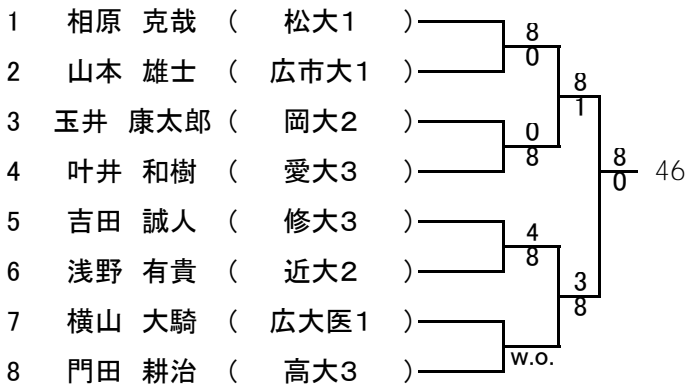 1 相原 克哉 ( 松大1 )
8
0
2 山本 雄士 ( 広市大1 )
8
1
3 玉井 康太郎 ( 岡大2 )
0
8
4 叶井 和樹 ( 愛大3 )
8
0
46
5 吉田 誠人 ( 修大3 )
4
8
6 浅野 有貴 ( 近大2 )
3
8
7 横山 大騎 ( 広大医1 )
w.o.
8 門田 耕治 ( 高大3 )